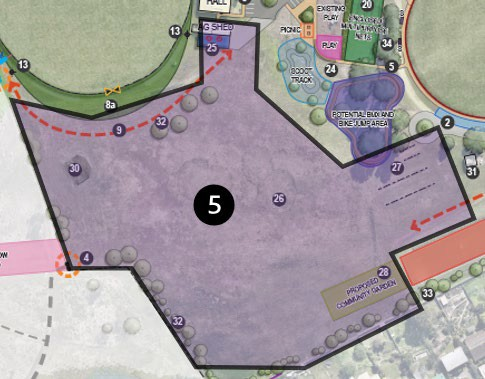 HALL
13
AG SHED
25
EXISTING
PLAY
PICNIC
20
34
PLAY
24
5
SCOOT
TRACK
13
8a
9
32
POTENTIAL BMX AND
BIKE JUMP AREA
2
30
27
31
5
26
4
28
PROPOSED
COMMUNITY GARDEN
33
32